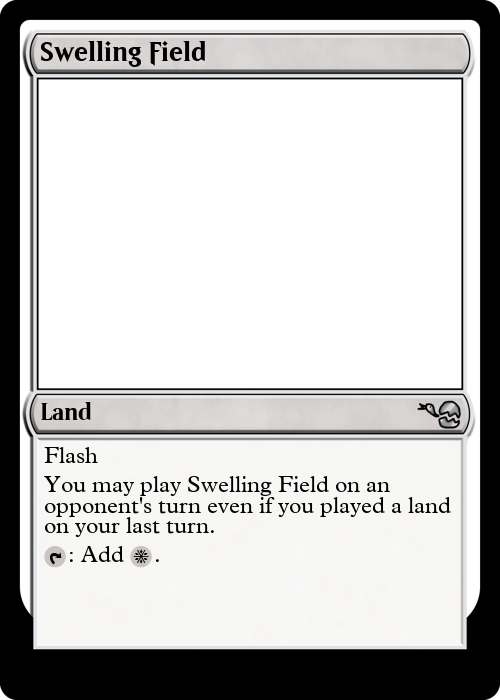 Swelling Field
Land
Flash
You may play Swelling Field on an
opponent's turn even if you played a land
on your last turn.
: Add .